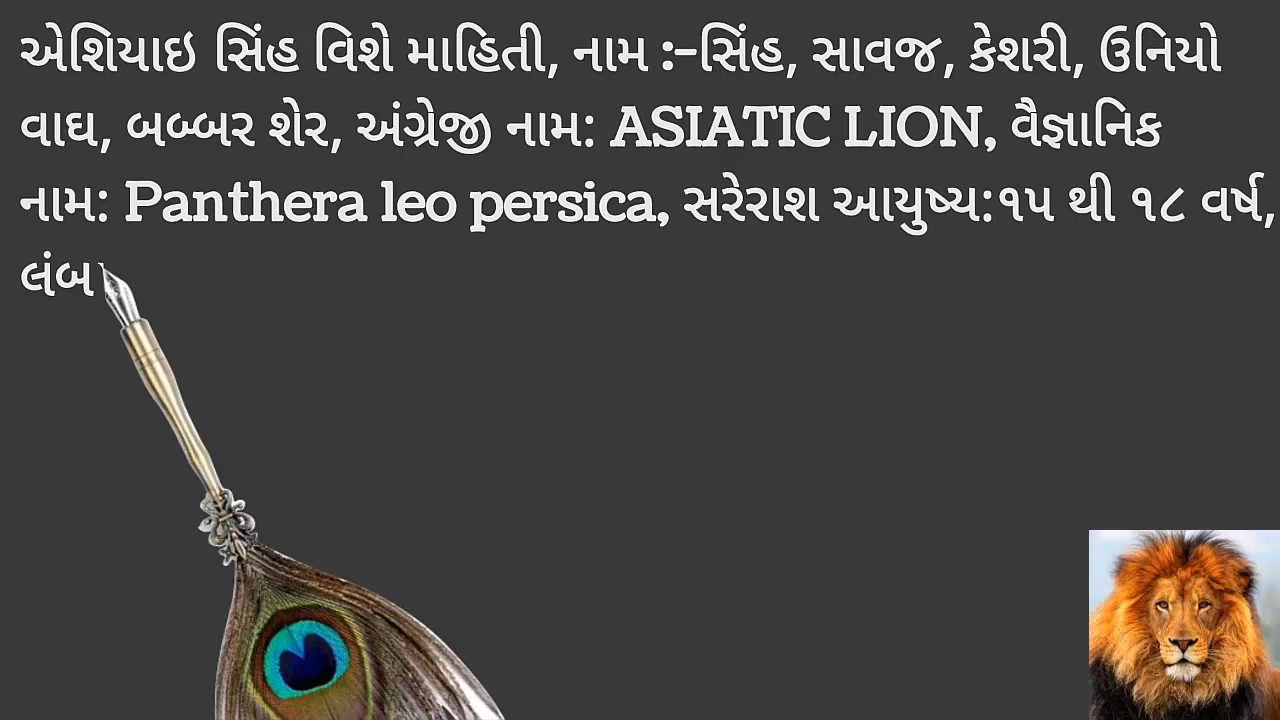 એશિયાઇ સિંહ વિશે માહિતી, નામ :-સિંહ, સાવજ, કેશરી, ઉનિયો
વાઘ, બબ્બર શેર, અંગ્રેજી નામ: ASIATIC LION, વૈજ્ઞાનિક
નામ: Panthera leo persica, સરેરાશ આયુષ્ય:૧૫ થી ૧૮ વર્ષ,
લંબ